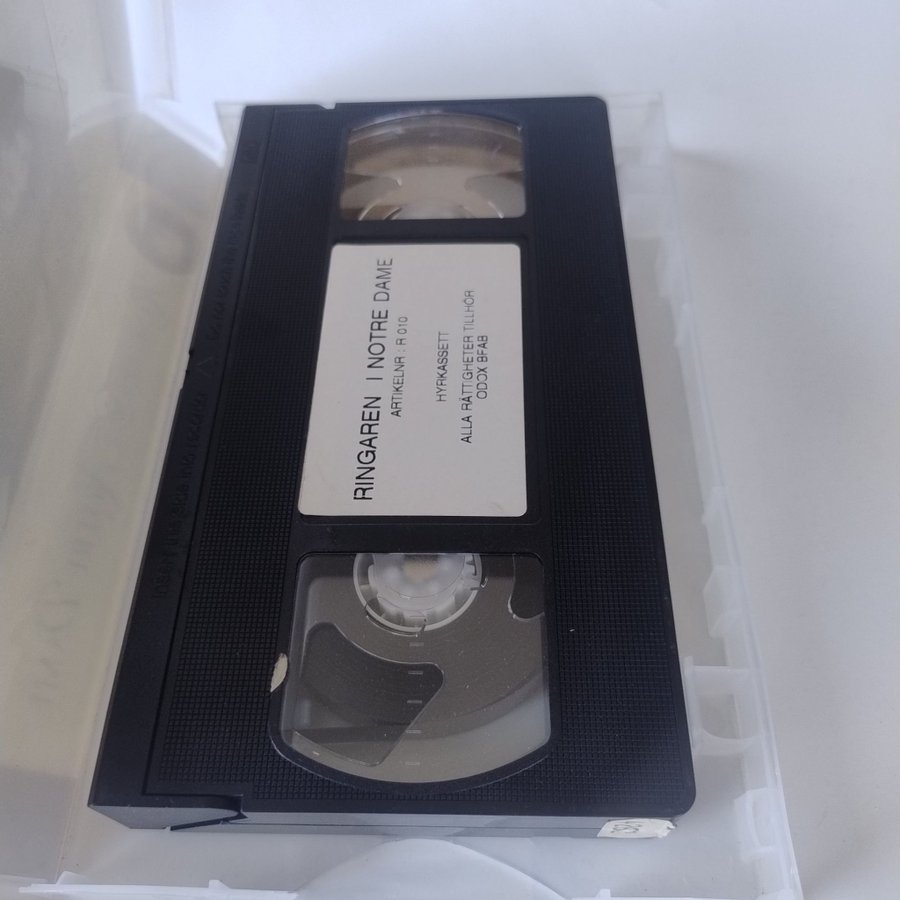 RINGAREN I NOTRE DAME
ARTIKELNR : R 010
HYRKASSETT
ALLA RÄTTIGHETER TILLHÖR
ODOX BFAB